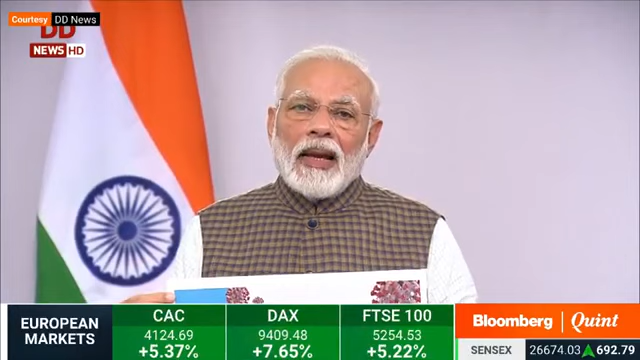 Courtesy DD News
DD
NEWS HD
EUROPEAN
MARKETS
CAC
4124.69
+5.37%
DAX
9409.48
+7.65%
FTSE 100
5254.53
+5.22%
Bloomberg | Quint
SENSEX 26674.03 ▲ 692.79